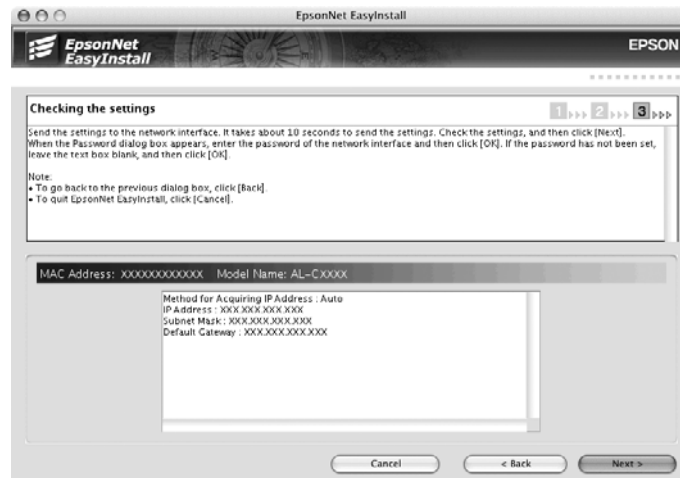 EpsonNet EasyInstall
EpsonNet
EasyInstall
EPSON
Checking the settings
1 2 3
Send the settings to the network interface. It takes about 10 seconds to send the settings. Check the settings, and then click [Next].
When the Password dialog box appears, enter the password of the network interface and then click [OK]. If the password has not been set,
leave the text box blank, and then click [OK].
Note:
• To go back to the previous dialog box, click [Back].
• To quit EpsonNet EasyInstall, click [Cancel].
MAC Address: XXXXXXXXXXXX Model Name: AL-CXXXX
Method for Acquiring IP Address : Auto
IP Address : XXX.XXX.XXX.XXX
Subnet Mask : XXX.XXX.XXX.XXX
Default Gateway : XXX.XXX.XXX.XXX
Cancel
< Back
Next >